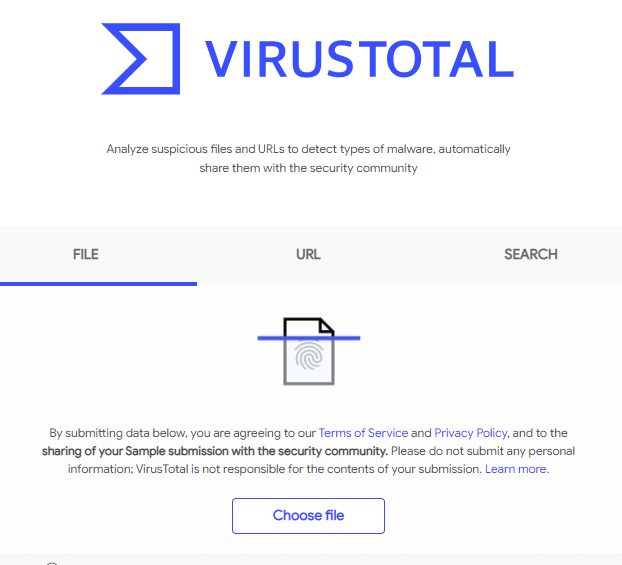 VIRUSTOTAL
Analyze suspicious files and URLs to detect types of malware, automatically
share them with the security community
FILE
URL
SEARCH
By submitting data below, you are agreeing to our Terms of Service and Privacy Policy, and to the
sharing of your Sample submission with the security community. Please do not submit any personal
information; VirusTotal is not responsible for the contents of your submission. Learn more.
Choose file